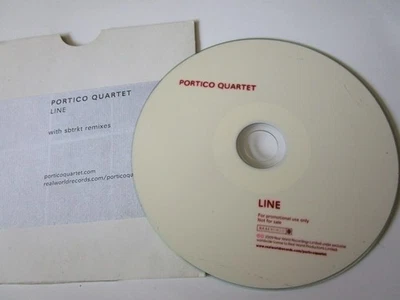 PORTICO QUARTET
LINE
with sbtrkt remixes
porticoquartet.com
realworldrecords.com/porticoqu
PORTICO QUARTET
LINE
For promotional use only
Not for sale